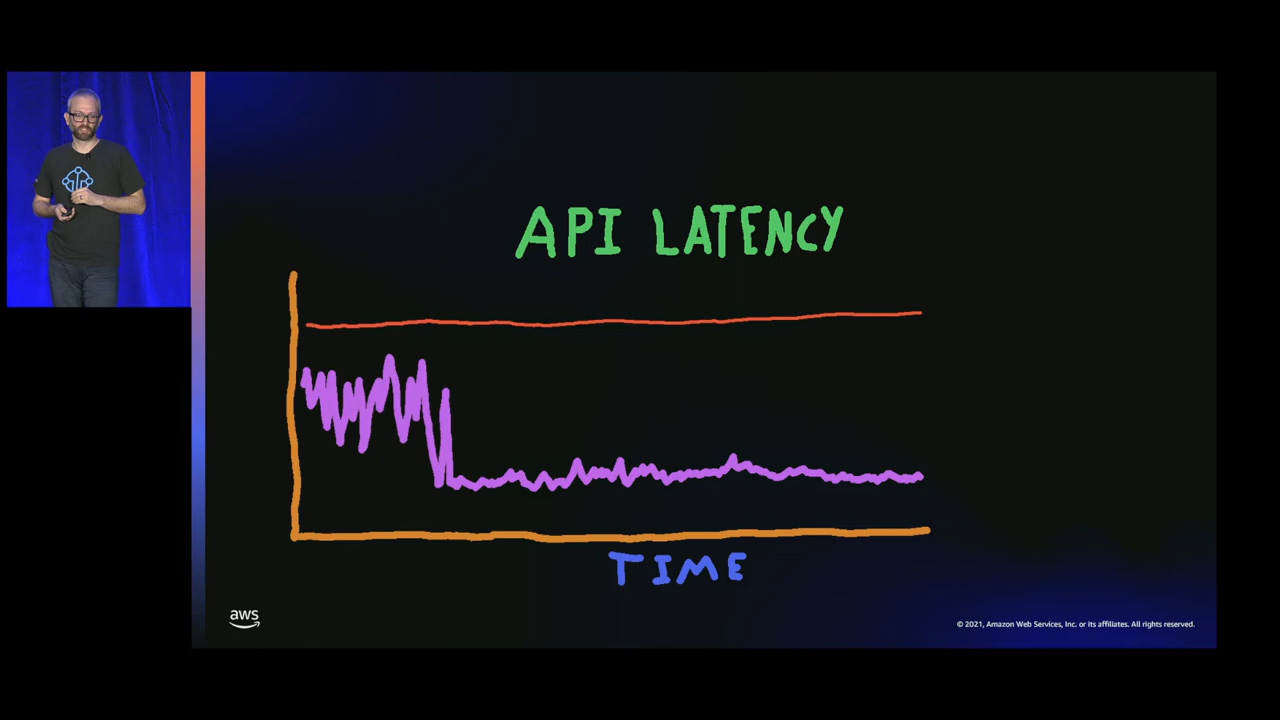 API LATENCY
TIME
aws
© 2021, Amazon Web Services, Inc. or its affiliates. All rights reserved.